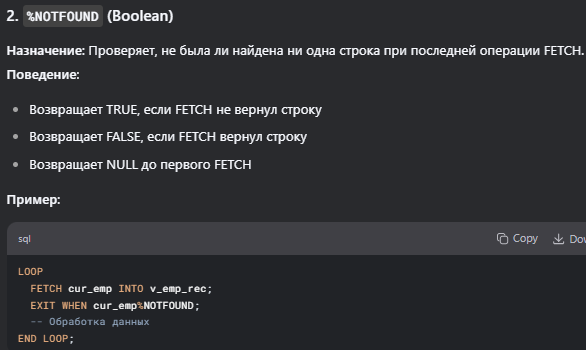 2. %NOTFOUND (Boolean)
Назначение: Проверяет, не была ли найдена ни одна строка при последней операции FETCH.
Поведение:
• Возвращает TRUE, если FETCH не вернул строку
• Возвращает FALSE, если FETCH вернул строку
• Возвращает NULL до первого FETCH
Пример:
sql Copy Dow
LOOP
  FETCH cur_emp INTO v_emp_rec;
  EXIT WHEN cur_emp%NOTFOUND;
  -- Обработка данных
END LOOP;